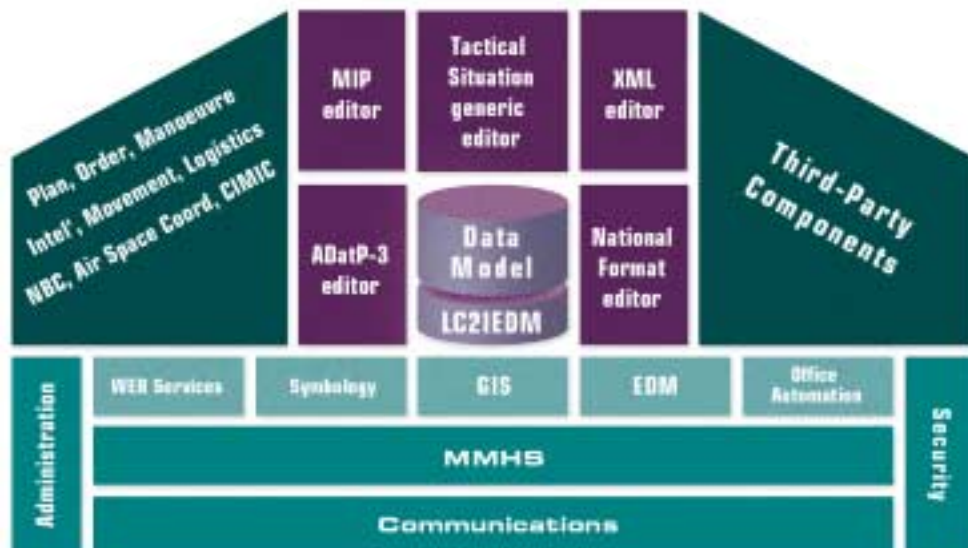 Plan, Order, Manoeuvre
Intel', Movement, Logistics
NBC, Air Space Coord, CIMIC
MIP
editor
Tactical
Situation
generic
editor
XML
editor
Third-Party
Components
ADatP-3
editor
Data
Model
LC2IEDM
National
Format
editor
Administration
WEB Services
Symbology
GIS
EDM
Office
Automation
Security
MMHS
Communications